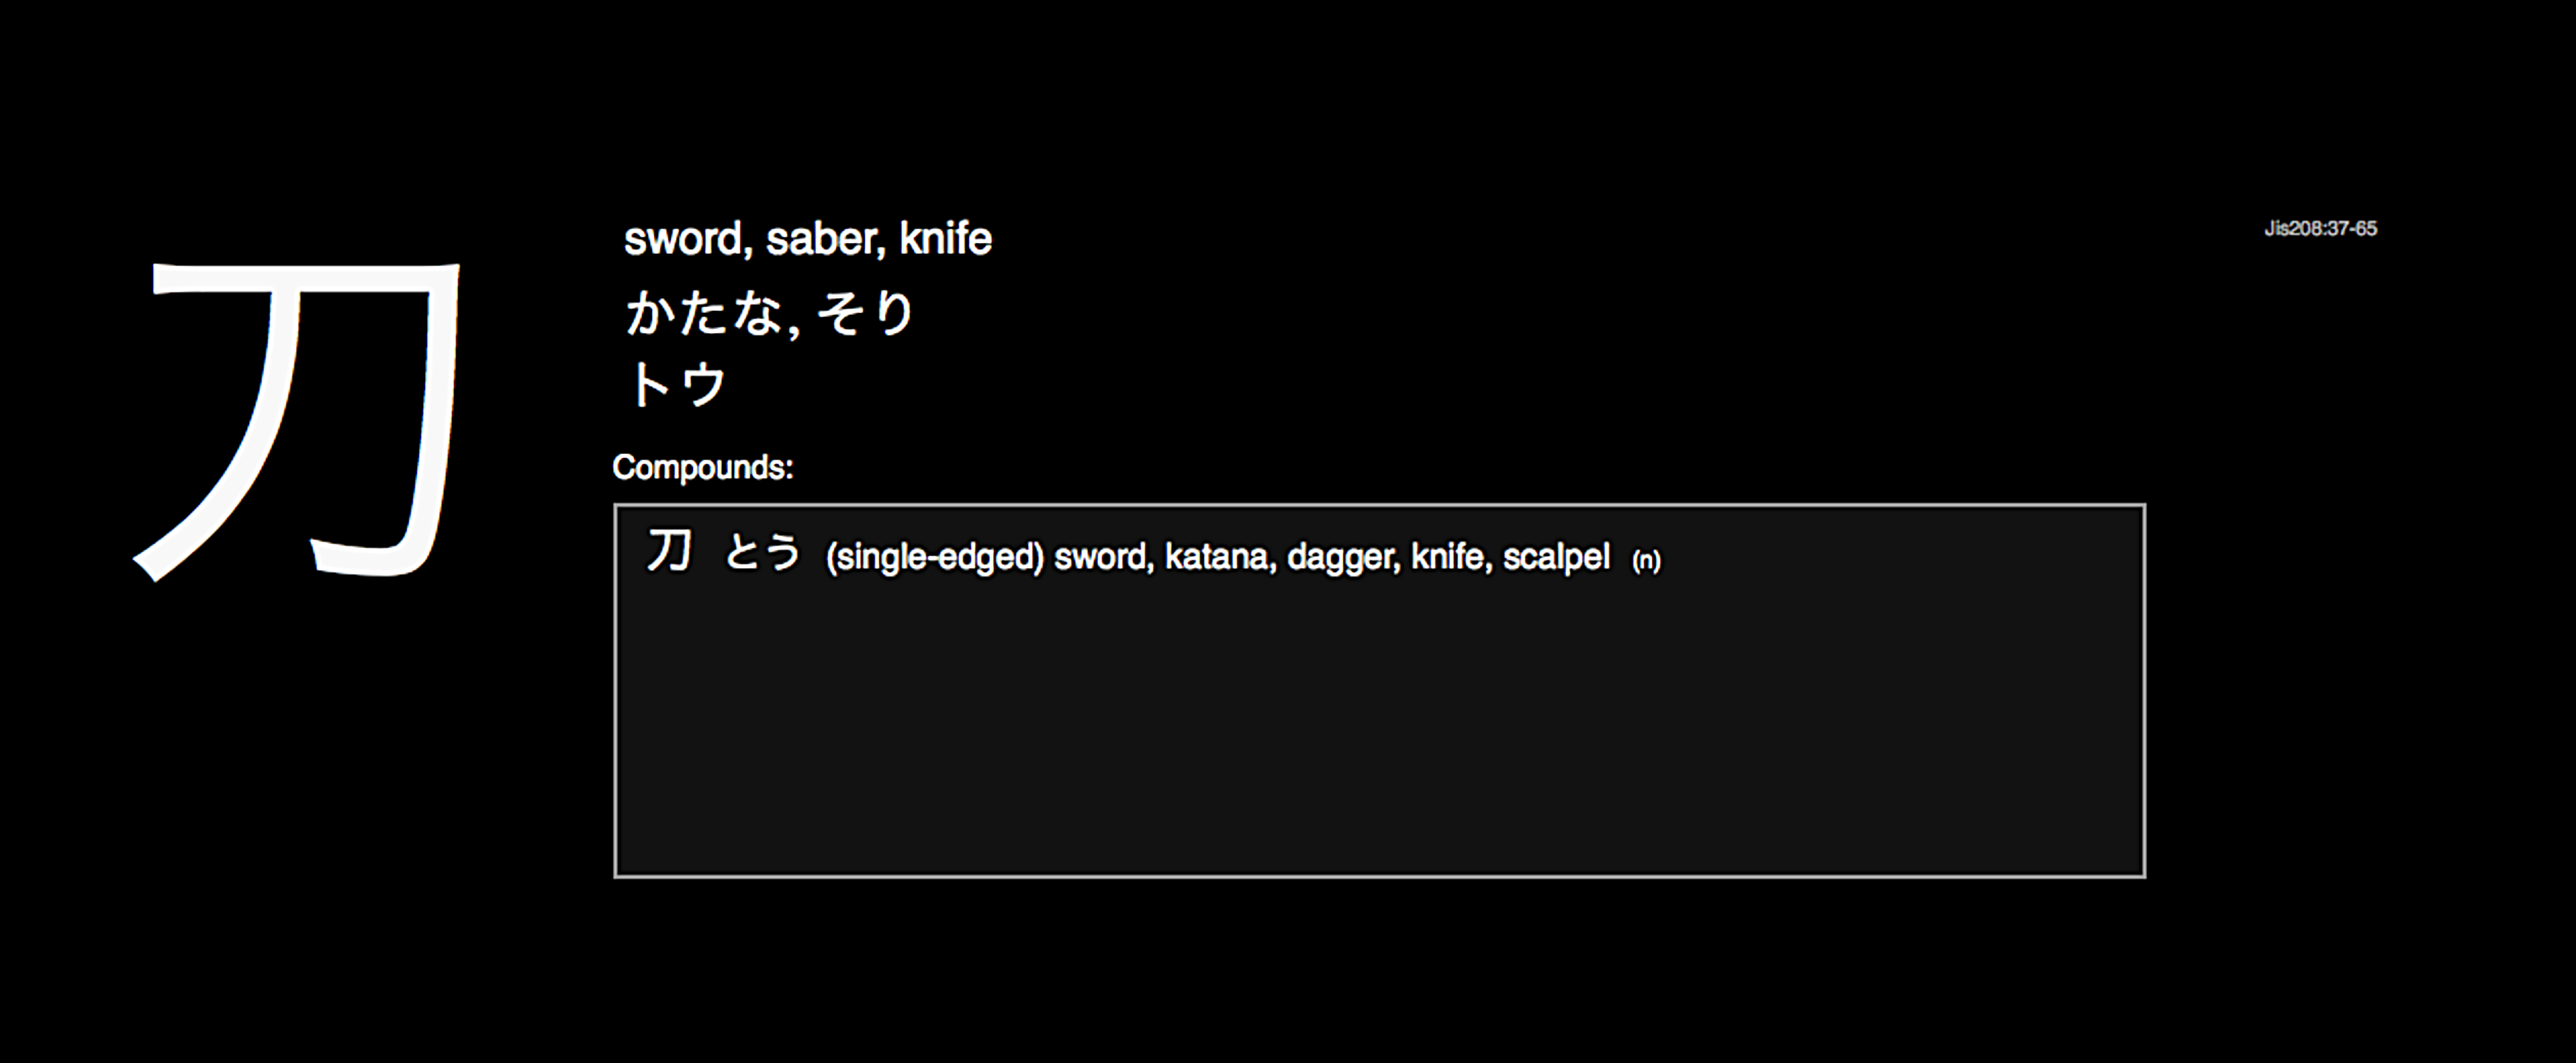 刀
sword, saber, knife
Jis208:37-65
かたな, そり
トウ
Compounds:
刀 とう (single-edged) sword, katana, dagger, knife, scalpel (n)